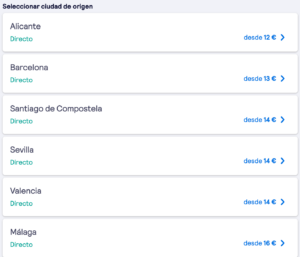 Seleccionar ciudad de origen
Alicante
Directo
desde 12 €
Barcelona
Directo
desde 13 €
Santiago de Compostela
Directo
desde 14 €
Sevilla
Directo
desde 14 €
Valencia
Directo
desde 14 €
Málaga
Directo
desde 16 €